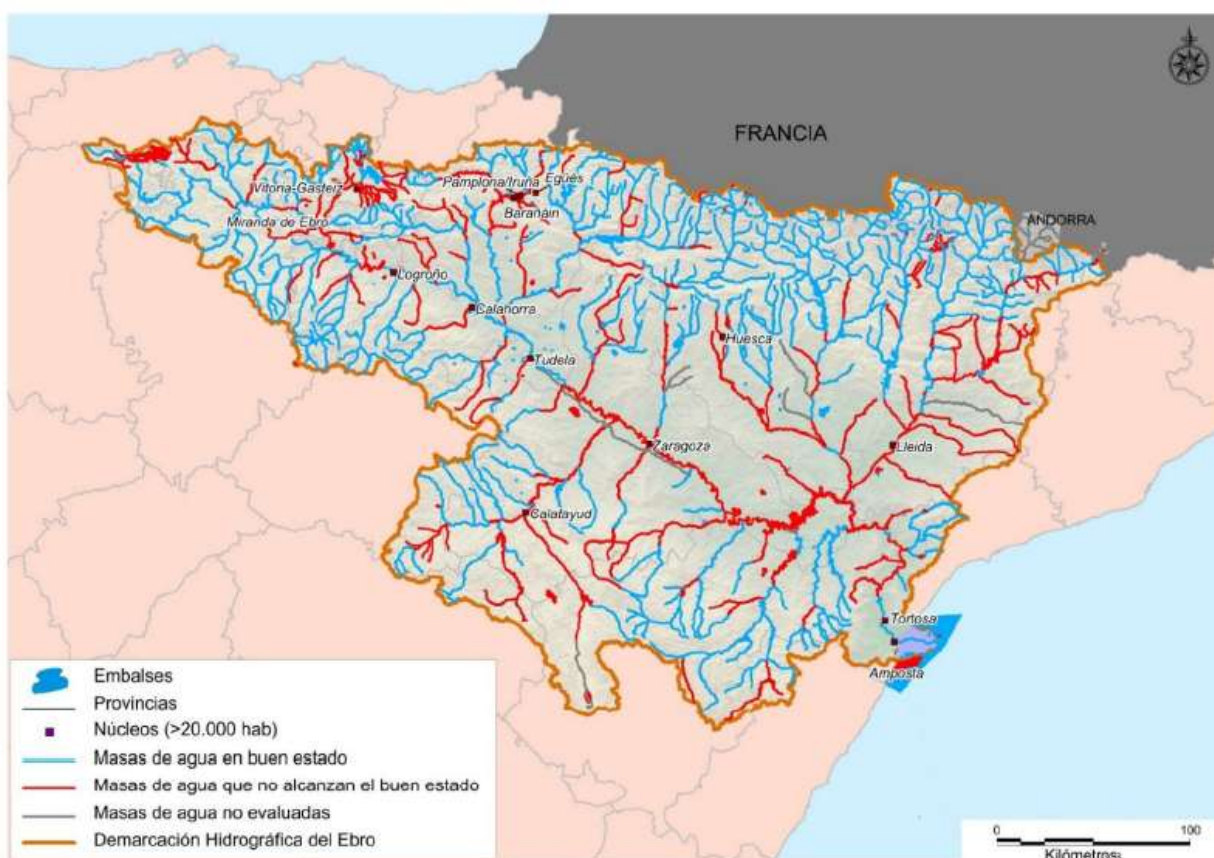 FRANCIA
ANDORRA
Vitoria-Gasteiz
Pamplona/Iruña
Egüés
Barañáin
Miranda de Ebro
Logroño
Calahorra
Tudela
Huesca
Zaragoza
Lleida
Calatayud
Tortosa
Amposta
Embalses
Provincias
Núcleos (>20.000 hab)
Masas de agua en buen estado
Masas de agua que no alcanzan el buen estado
Masas de agua no evaluadas
Demarcación Hidrográfica del Ebro
0 100
Kilómetros